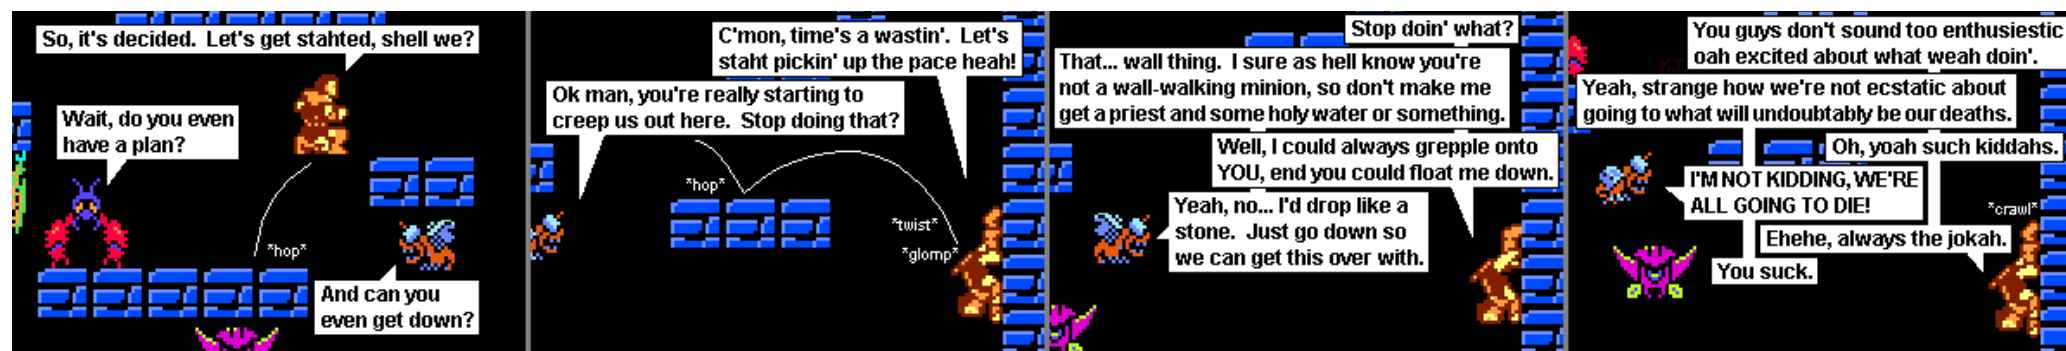 So, it's decided.  Let's get stahted, shell we?
Wait, do you even
have a plan?
*hop*
And can you
even get down?
C'mon, time's a wastin'.  Let's
staht pickin' up the pace heah!
Ok man, you're really starting to
creep us out here.  Stop doing that?
*hop*
*twist*
*glomp*
Stop doin' what?
That... wall thing.  I sure as hell know you're
not a wall-walking minion, so don't make me
get a priest and some holy water or something.
Well, I could always grepple onto
YOU, end you could float me down.
Yeah, no... I'd drop like a
stone.  Just go down so
we can get this over with.
You guys don't sound too enthusiestic
oah excited about what weah doin'.
Yeah, strange how we're not ecstatic about
going to what will undoubtably be our deaths.
Oh, yoah such kiddahs.
I'M NOT KIDDING, WE'RE
ALL GOING TO DIE!
*crawl*
Ehehe, always the jokah.
You suck.